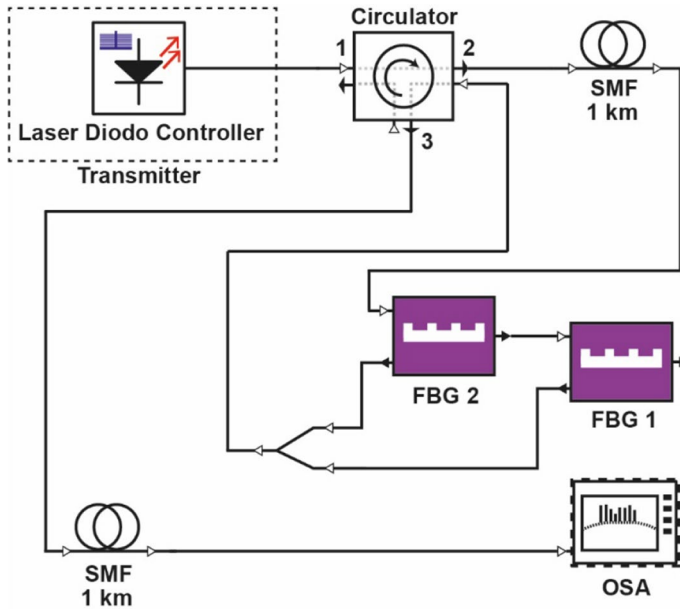 Circulator
1
2
3
Laser Diodo Controller
Transmitter
SMF
1 km
FBG 2
FBG 1
SMF
1 km
OSA